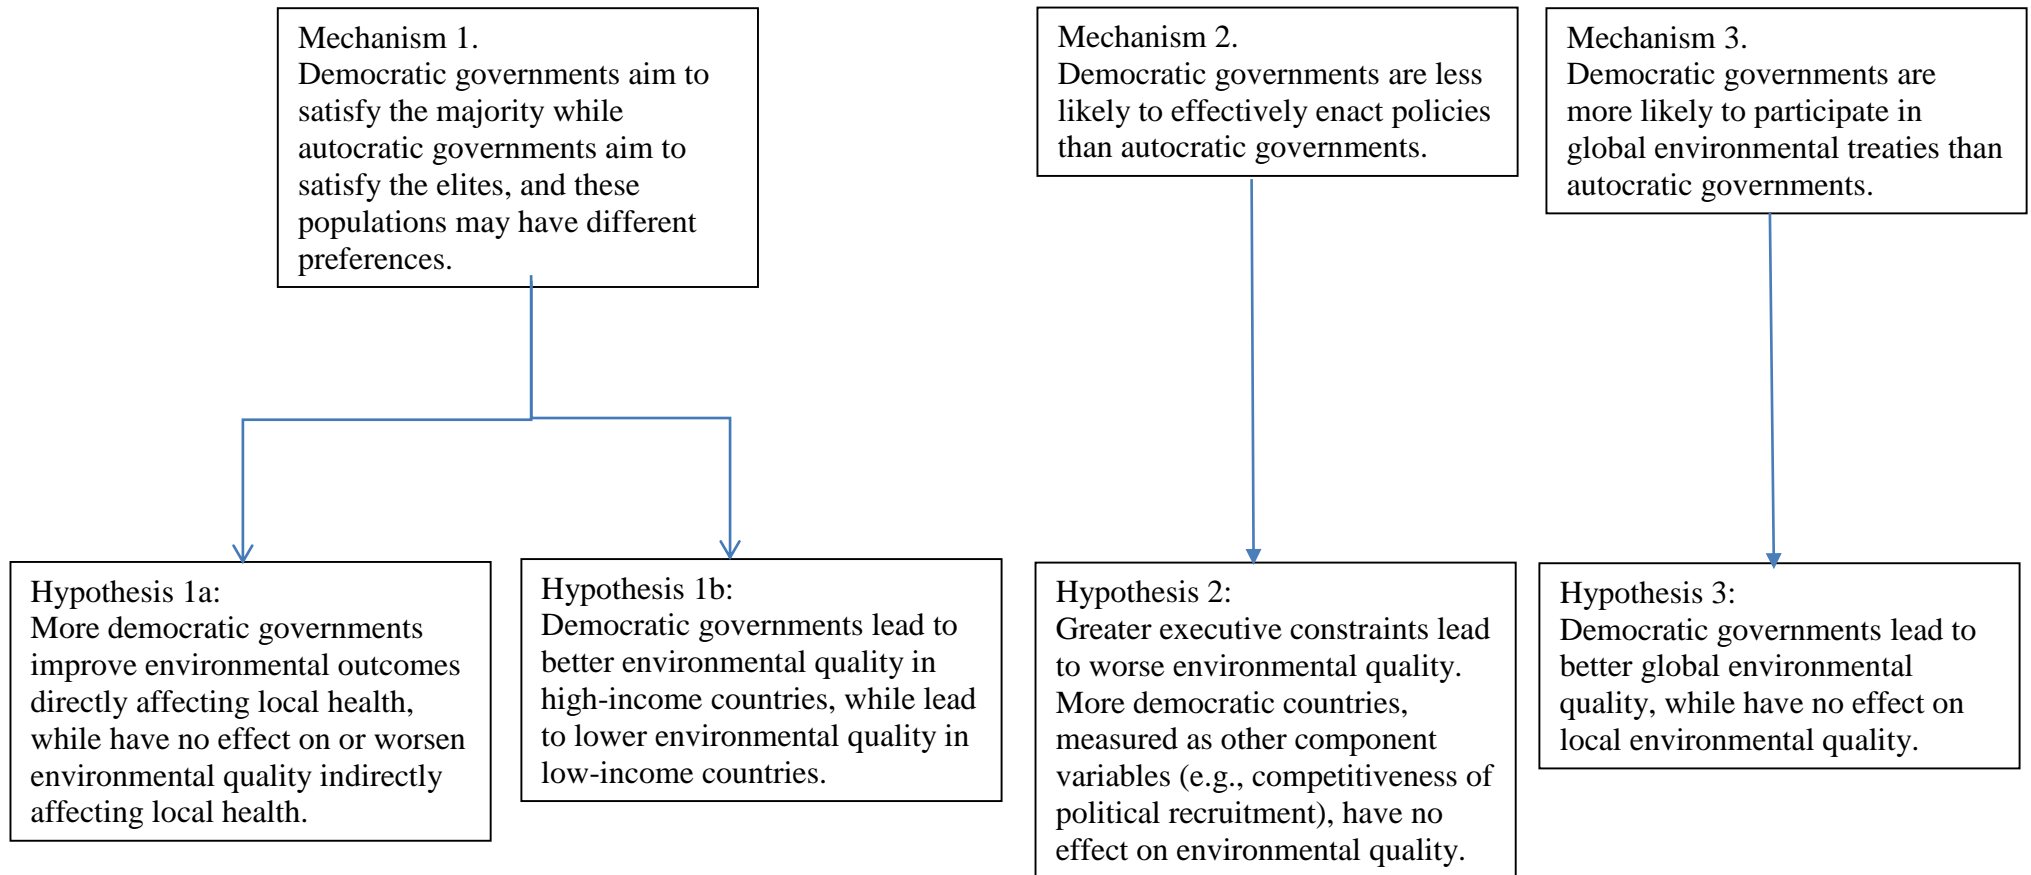 Mechanism 1.
Democratic governments aim to
satisfy the majority while
autocratic governments aim to
satisfy the elites, and these
populations may have different
preferences.
Mechanism 2.
Democratic governments are less
likely to effectively enact policies
than autocratic governments.
Mechanism 3.
Democratic governments are
more likely to participate in
global environmental treaties than
autocratic governments.
Hypothesis 1a:
More democratic governments
improve environmental outcomes
directly affecting local health,
while have no effect on or worsen
environmental quality indirectly
affecting local health.
Hypothesis 1b:
Democratic governments lead to
better environmental quality in
high-income countries, while lead
to lower environmental quality in
low-income countries.
Hypothesis 2:
Greater executive constraints lead
to worse environmental quality.
More democratic countries,
measured as other component
variables (e.g., competitiveness of
political recruitment), have no
effect on environmental quality.
Hypothesis 3:
Democratic governments lead to
better global environmental
quality, while have no effect on
local environmental quality.